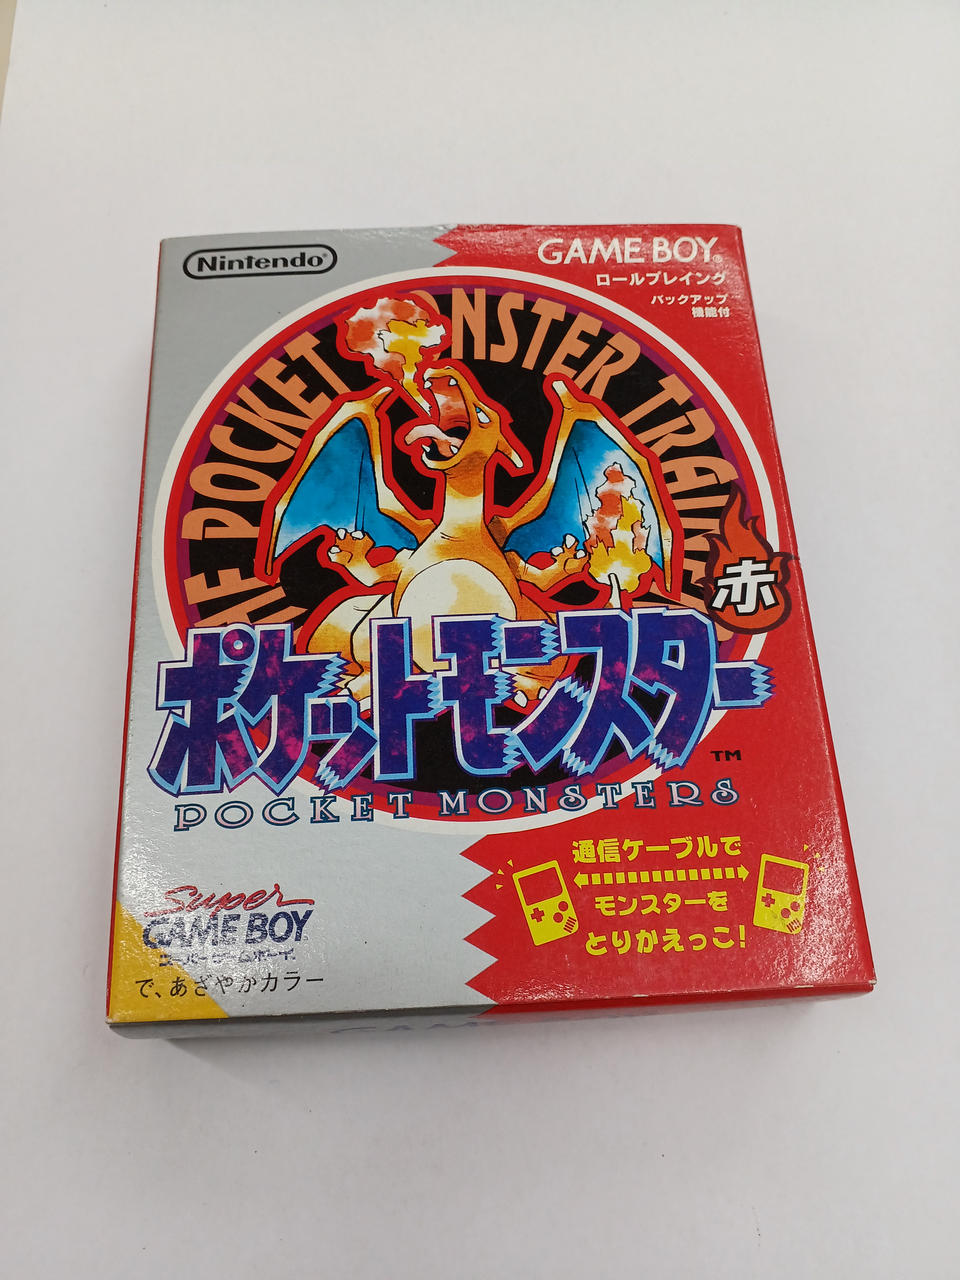 Nintendo®
GAME BOY®
ロールプレイング
バックアップ
機能付
THE POCKET MONSTER TRAINER
赤
ポケットモンスター
TM
POCKET MONSTERS
通信ケーブルで
モンスターを
とりかえっこ!
Super
GAME BOY
スーパーゲームボーイ
で、あざやかカラー